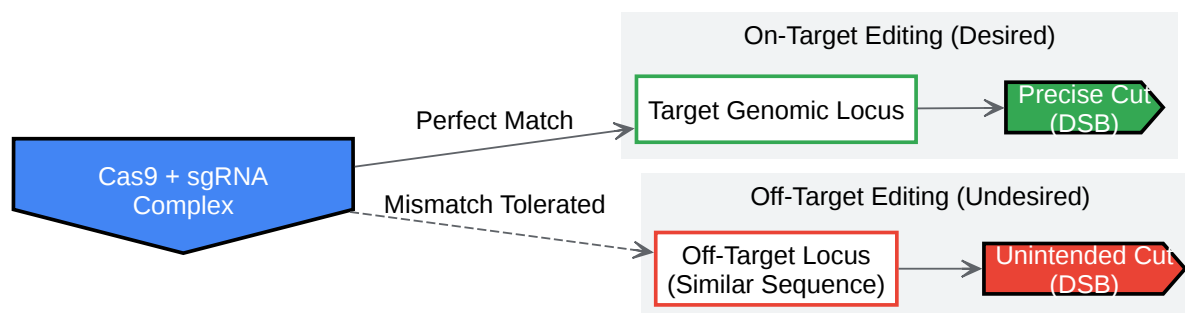 On-Target Editing (Desired)
Perfect Match
Target Genomic Locus
Precise Cut
(DSB)
Cas9 + sgRNA
Complex
Mismatch Tolerated
Off-Target Editing (Undesired)
Off-Target Locus
(Similar Sequence)
Unintended Cut
(DSB)